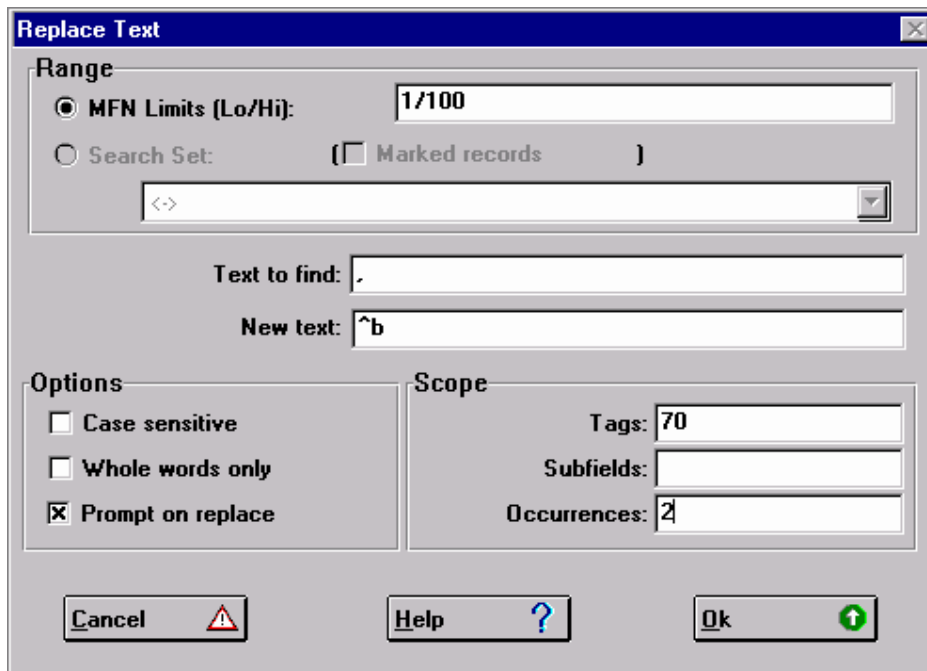 Replace Text
Range
MFN Limits (Lo/Hi): 1/100
Search Set: ( Marked records )
<->
Text to find: ,
New text: ^b
Options
Scope
Case sensitive
Tags: 70
Whole words only
Subfields:
Prompt on replace
Occurrences: 2
Cancel
Help ?
Ok